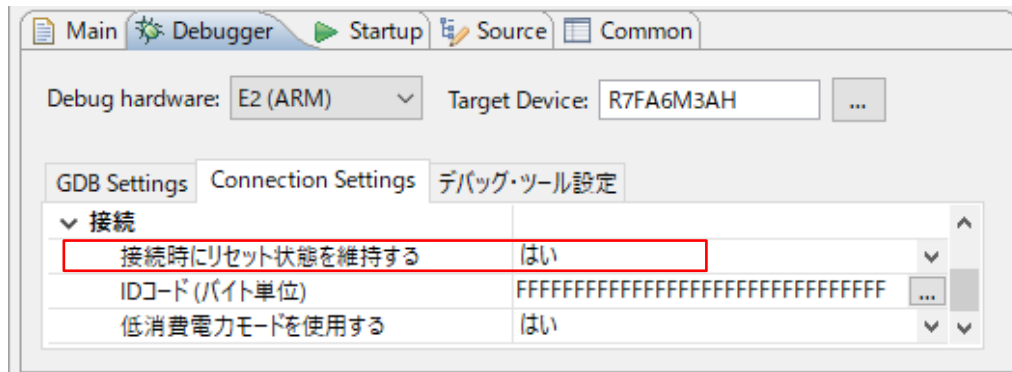 Main Debugger Startup Source Common
Debug hardware: E2 (ARM) Target Device: R7FA6M3AH ...
GDB Settings Connection Settings デバッグ・ツール設定
接続
接続時にリセット状態を維持する はい
IDコード (バイト単位) FFFFFFFFFFFFFFFFFFFFFFFFFFFFFFFF ...
低消費電力モードを使用する はい